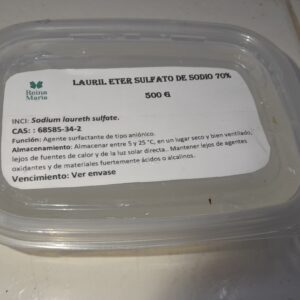 Reina
María
LAURIL ETER SULFATO DE SODIO 70%
500 G
INCI: Sodium laureth sulfate.
CAS: : 68585-34-2
Función: Agente surfactante de tipo aniónico.
Almacenamiento: Almacenar entre 5 y 25 °C, en un lugar seco y bien ventilado,
lejos de fuentes de calor y de la luz solar directa.. Mantener lejos de agentes
oxidantes y de materiales fuertemente ácidos o alcalinos.
Vencimiento: Ver envase